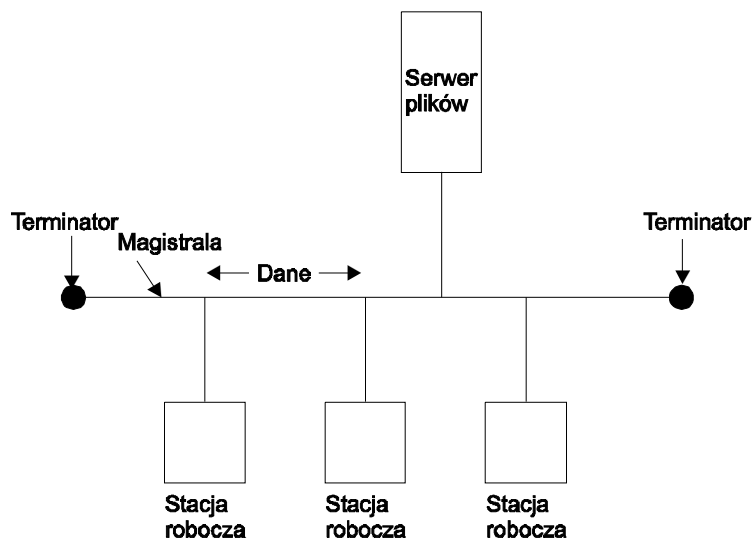 Serwer
plików
Terminator
Terminator
Magistrala
Dane
Stacja
robocza
Stacja
robocza
Stacja
robocza